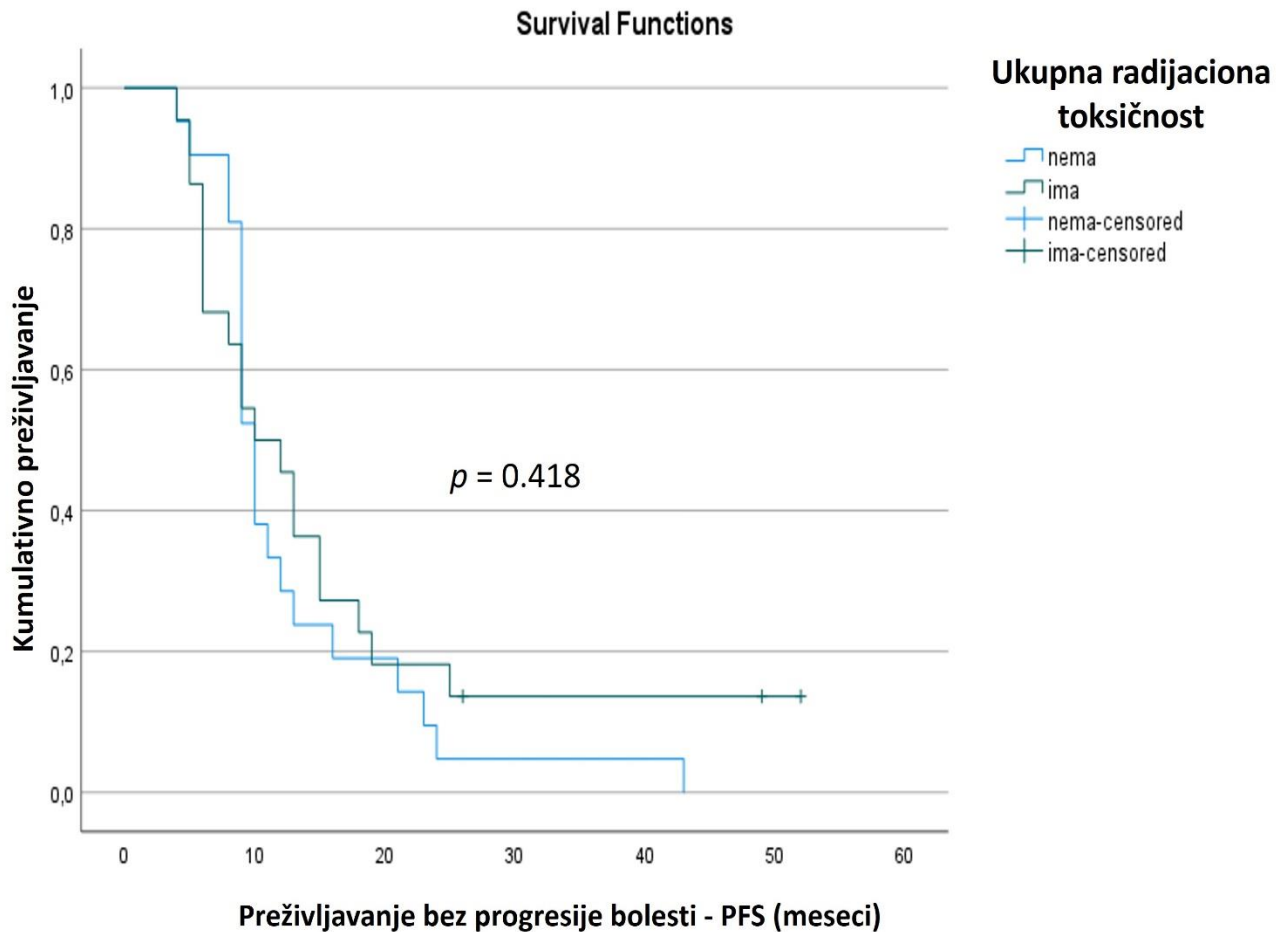 Survival Functions
Ukupna radijaciona
toksičnost
nema
ima
nema-censored
ima-censored
Kumulativno preživljavanje
1,0
0,8
0,6
0,4
0,2
0,0
p = 0.418
0 10 20 30 40 50 60
Preživljavanje bez progresije bolesti - PFS (meseci)